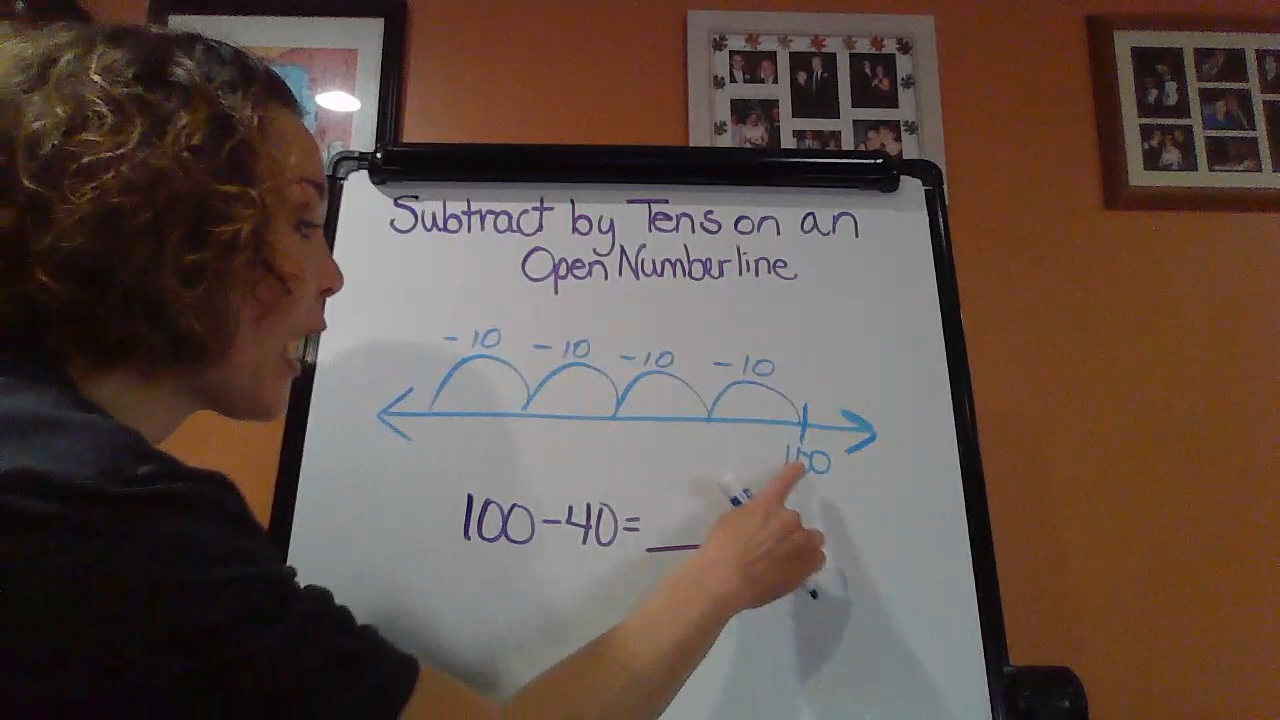 Subtract by Tens on an
Open Numberline
-10 -10 -10 -10
100
100-40=